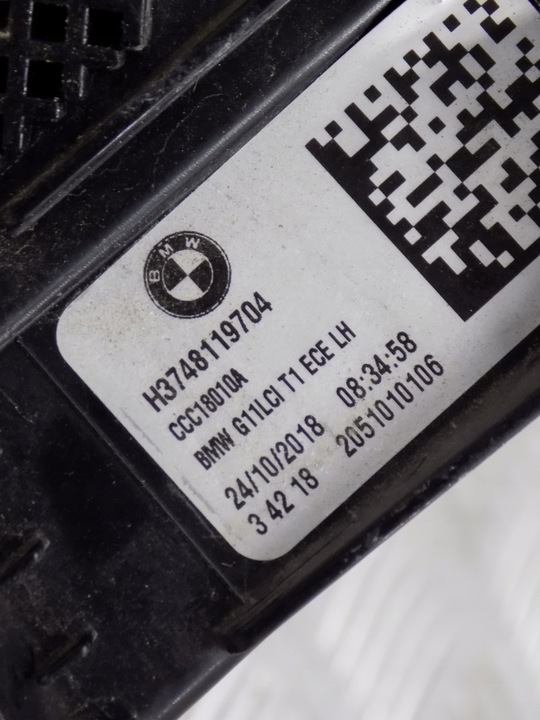 BMW
H3748119704
CCC18010A
BMW G11LCI T1 ECE LH
24/10/2018 08:34:58
3 42 18 2051010106